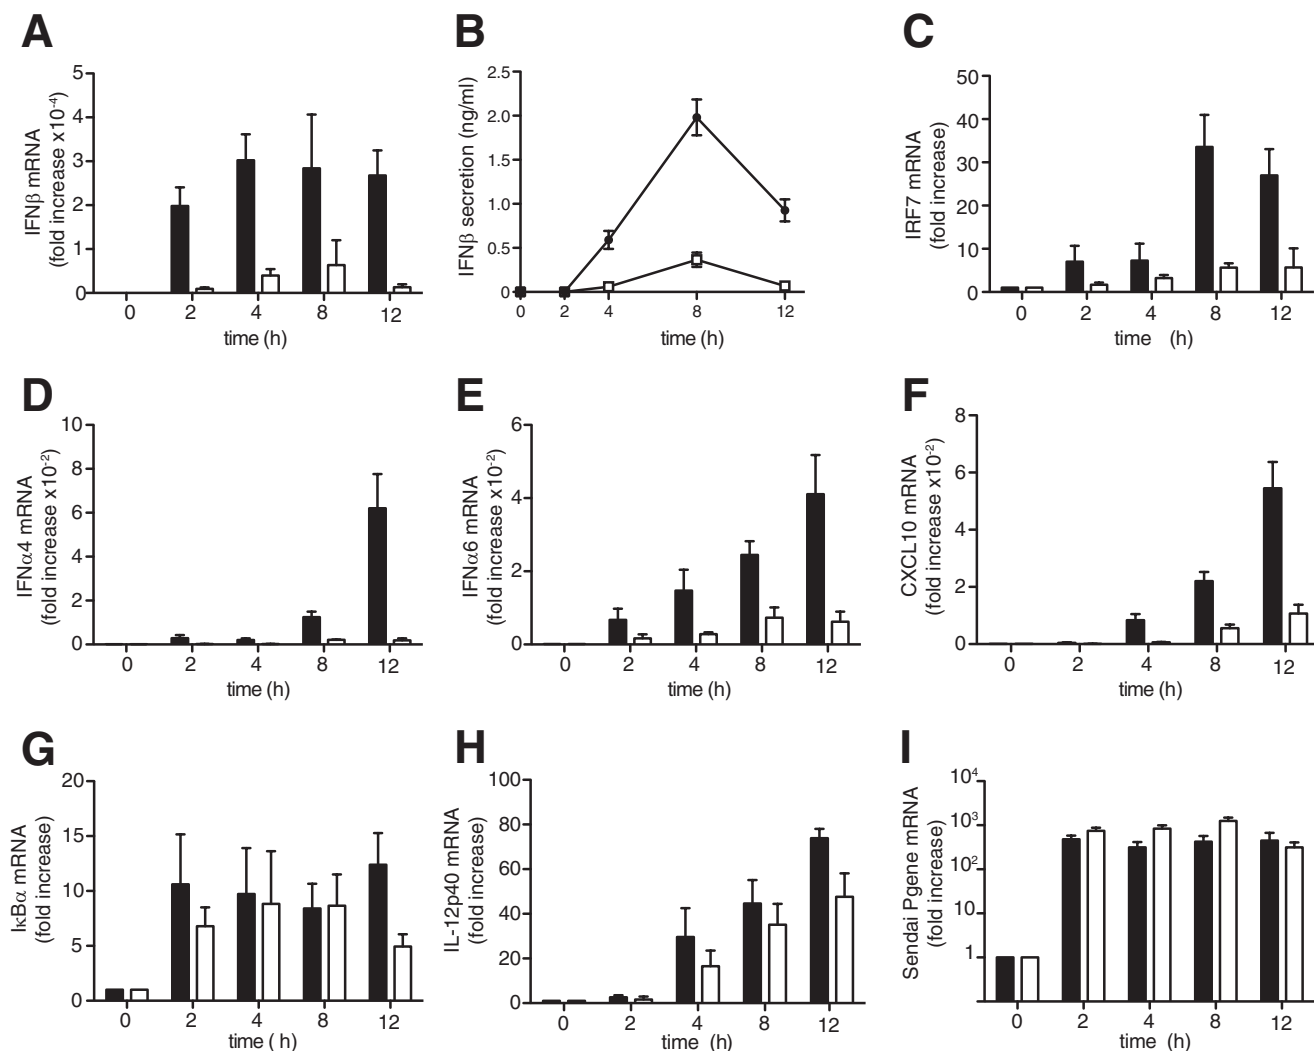 A
IFNβ mRNA
(fold increase x10-4)
5
4
3
2
1
0
0 2 4 8 12
time (h)
B
IFNβ secretion (ng/ml)
2.5
2.0
1.5
1.0
0.5
0
0 2 4 8 12
time (h)
C
IRF7 mRNA
(fold increase)
50
40
30
20
10
0
0 2 4 8 12
time (h)
D
IFNα4 mRNA
(fold increase x10-2)
10
8
6
4
2
0
0 2 4 8 12
time (h)
E
IFNα6 mRNA
(fold increase x10-2)
6
4
2
0
0 2 4 8 12
time (h)
F
CXCL10 mRNA
(fold increase x10-2)
8
6
4
2
0
0 2 4 8 12
time (h)
G
IκBα mRNA
(fold increase)
20
15
10
5
0
0 2 4 8 12
time ( h)
H
IL-12p40 mRNA
(fold increase)
100
80
60
40
20
0
0 2 4 8 12
time (h)
I
Sendai Pgene mRNA
(fold increase)
104
103
102
10
1
0 2 4 8 12
time (h)